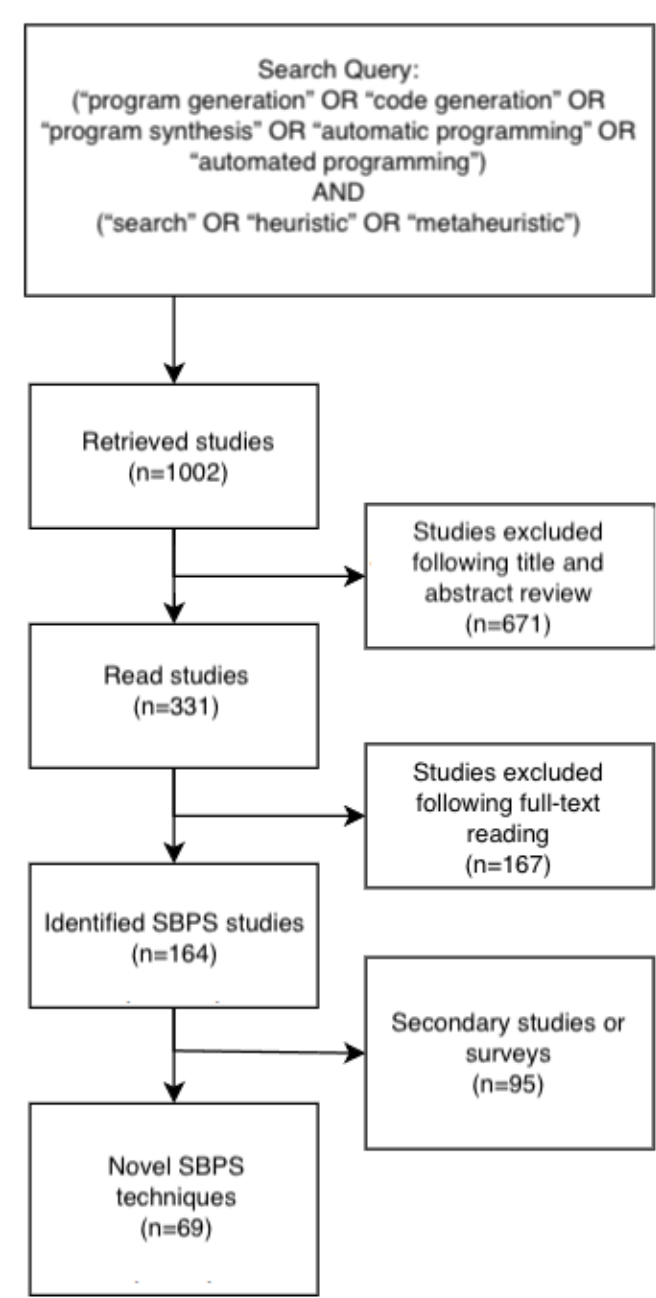 Search Query:
("program generation" OR "code generation" OR
"program synthesis" OR "automatic programming" OR
"automated programming")
AND
("search" OR "heuristic" OR "metaheuristic")
Retrieved studies
(n=1002)
Studies excluded
following title and
abstract review
(n=671)
Read studies
(n=331)
Studies excluded
following full-text
reading
(n=167)
Identified SBPS studies
(n=164)
Secondary studies or
surveys
(n=95)
Novel SBPS
techniques
(n=69)